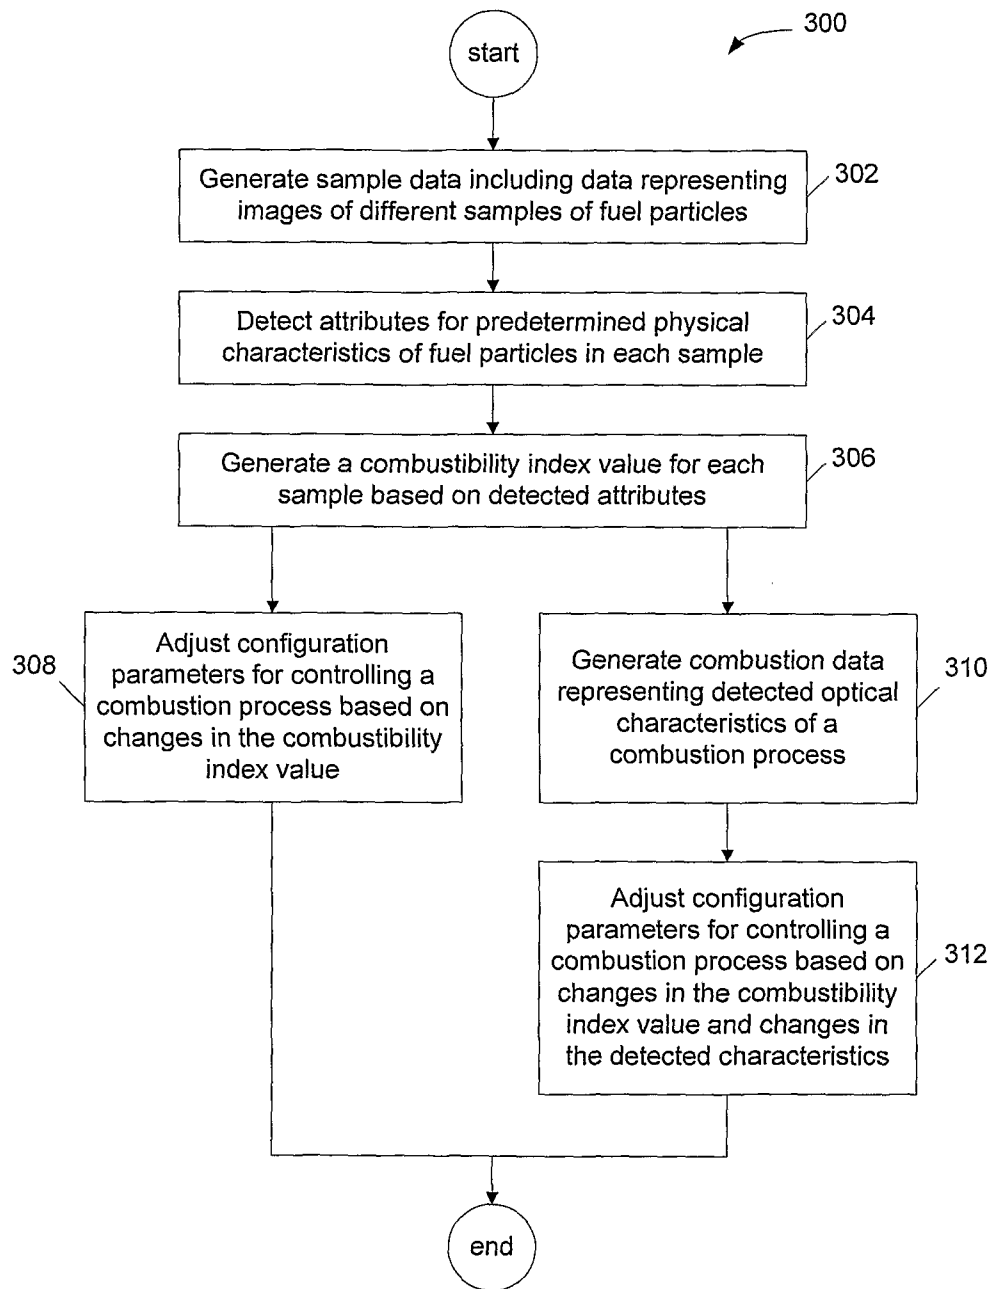 300
start
Generate sample data including data representing
images of different samples of fuel particles
302
Detect attributes for predetermined physical
characteristics of fuel particles in each sample
304
Generate a combustibility index value for each
sample based on detected attributes
306
308
Adjust configuration
parameters for controlling a
combustion process based on
changes in the combustibility
index value
Generate combustion data
representing detected optical
characteristics of a
combustion process
310
Adjust configuration
parameters for controlling a
combustion process based on
changes in the combustibility
index value and changes in
the detected characteristics
312
end